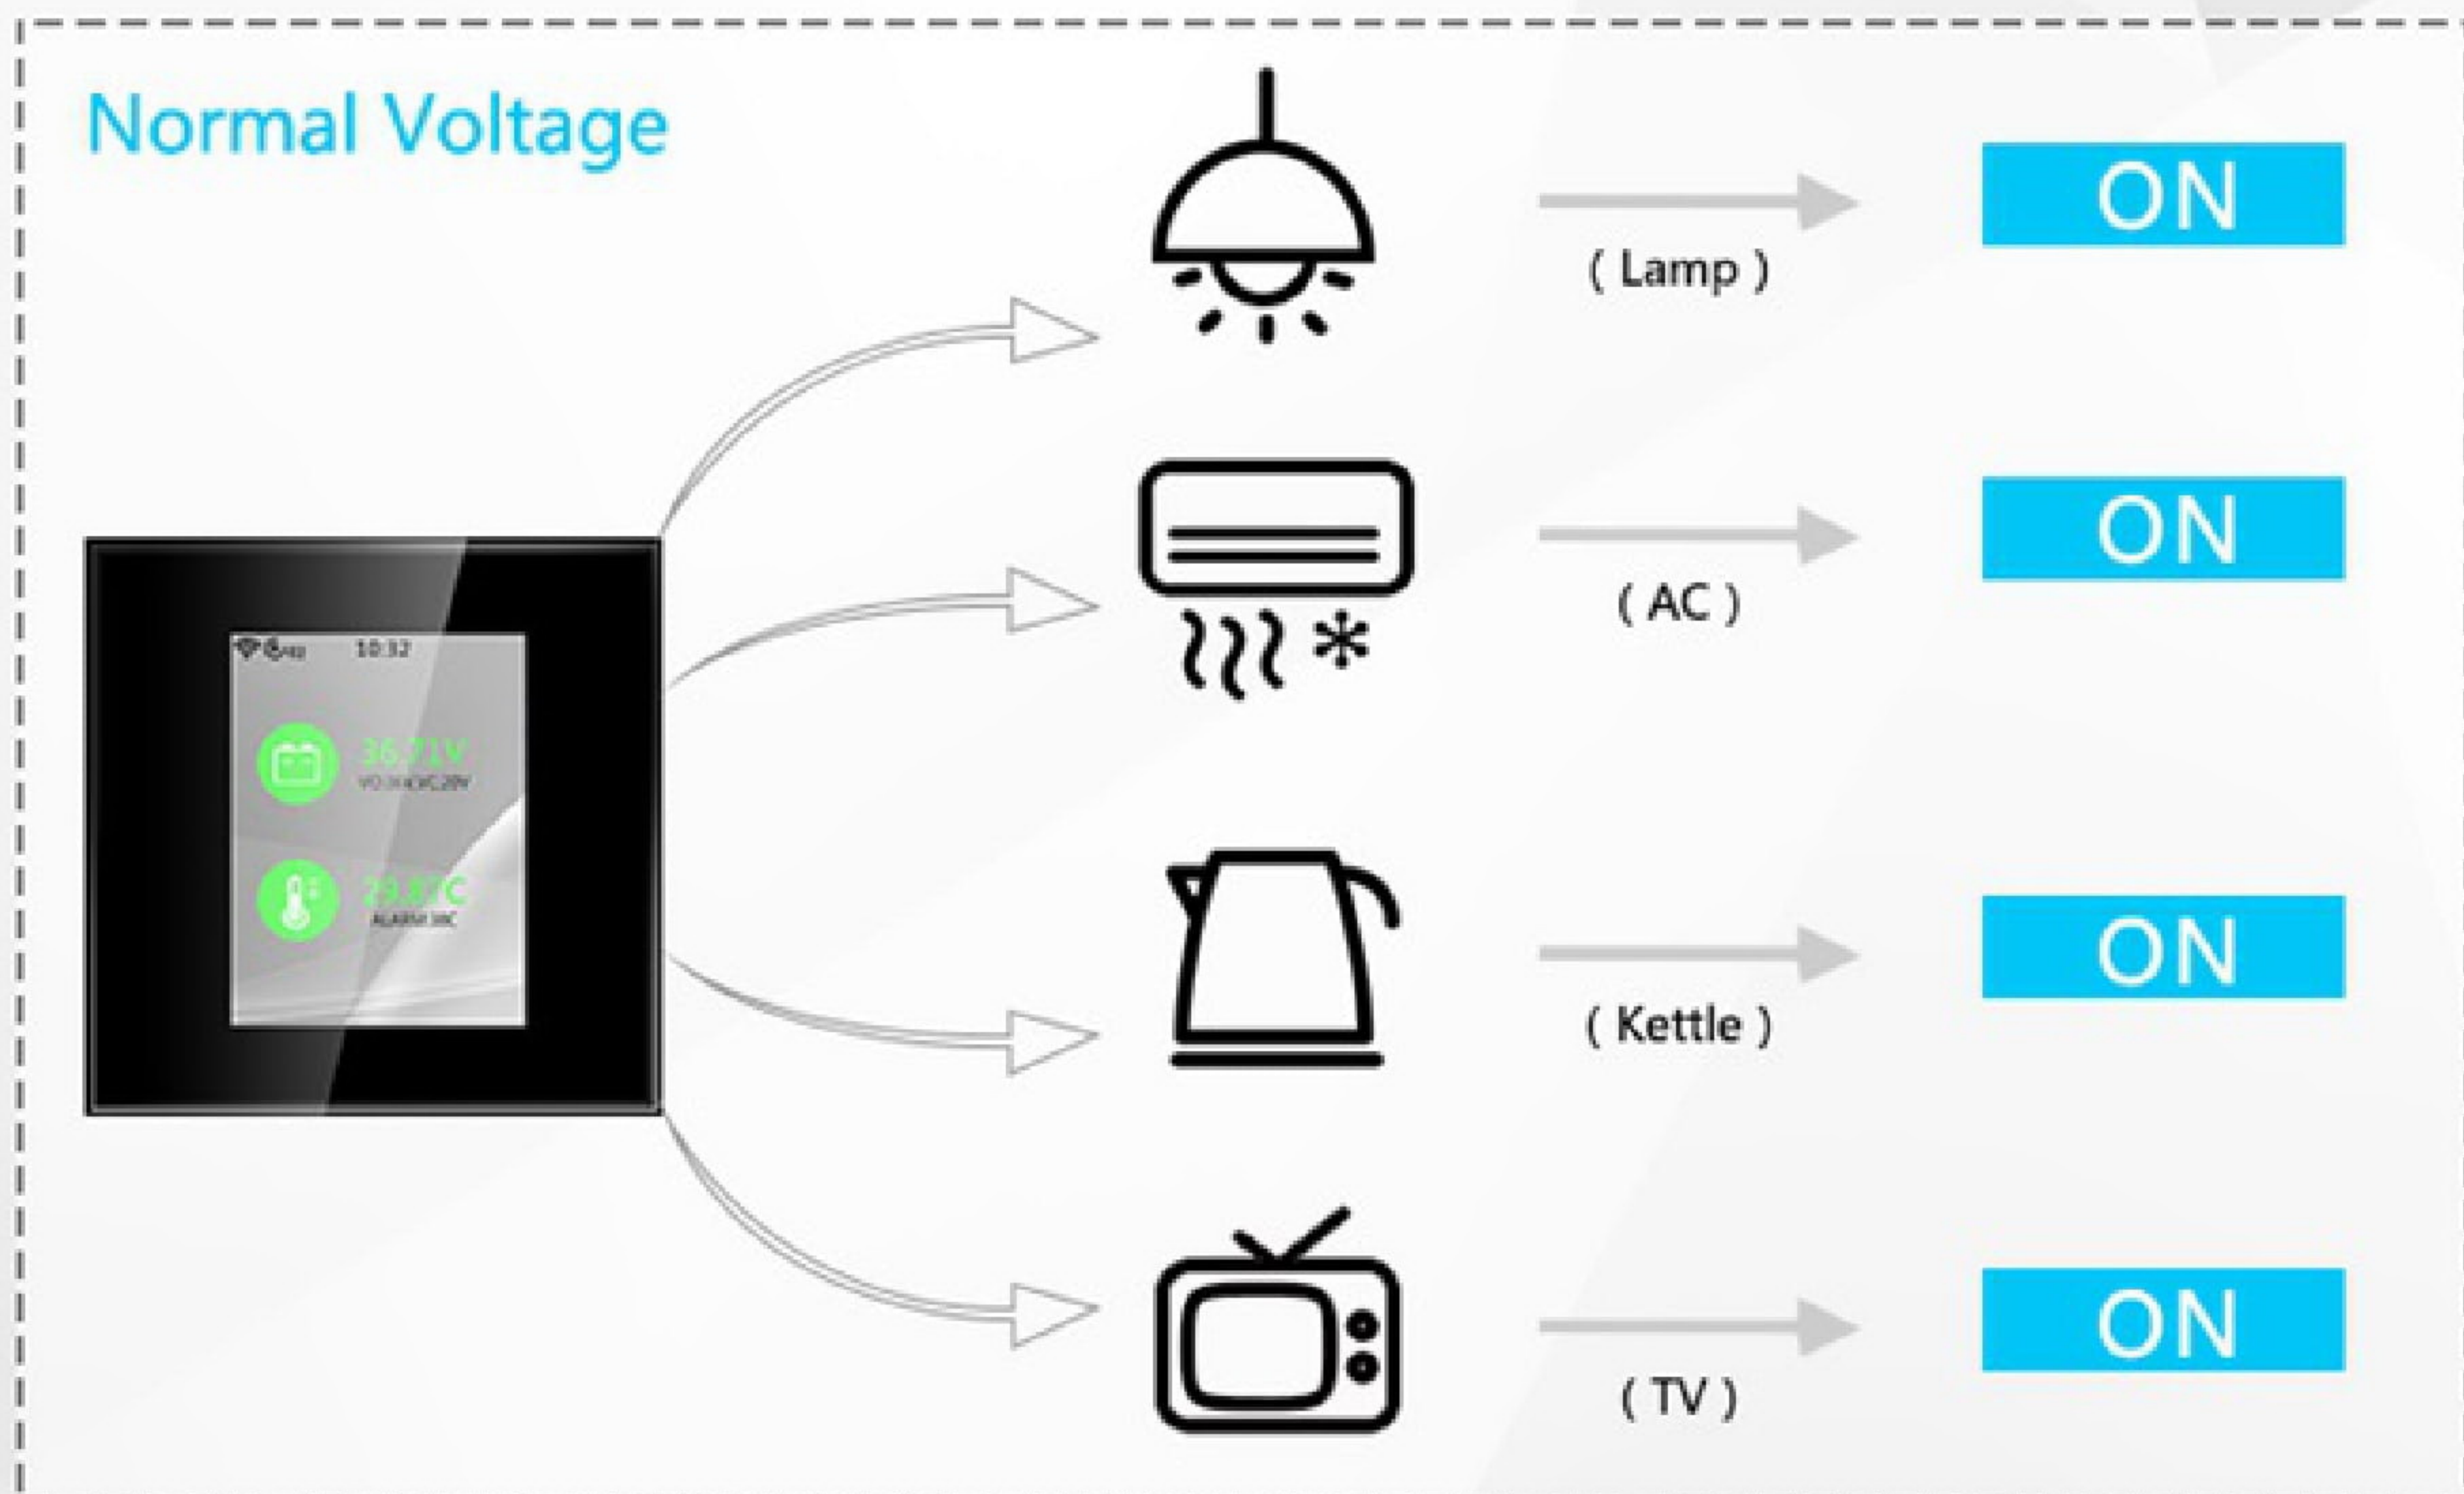 Normal Voltage
ON
( Lamp )
ON
( AC )
10:32
36.71V
29.87C
ON
( Kettle )
ON
( TV )